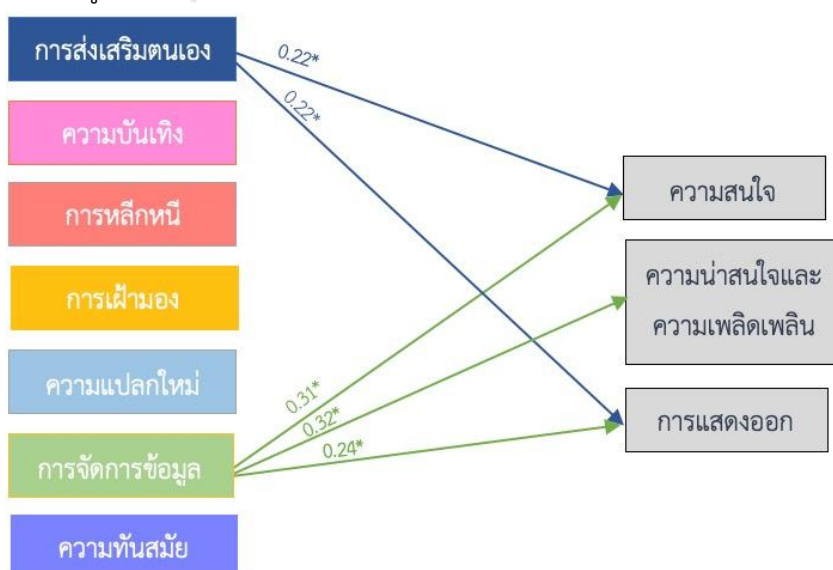 การส่งเสริมตนเอง
ความบันเทิง
การหลีกหนี
การเฝ้ามอง
ความแปลกใหม่
การจัดการข้อมูล
ความทันสมัย
0.22*
0.22*
0.31*
0.32*
0.24*
ความสนใจ
ความน่าสนใจและ
ความเพลิดเพลิน
การแสดงออก